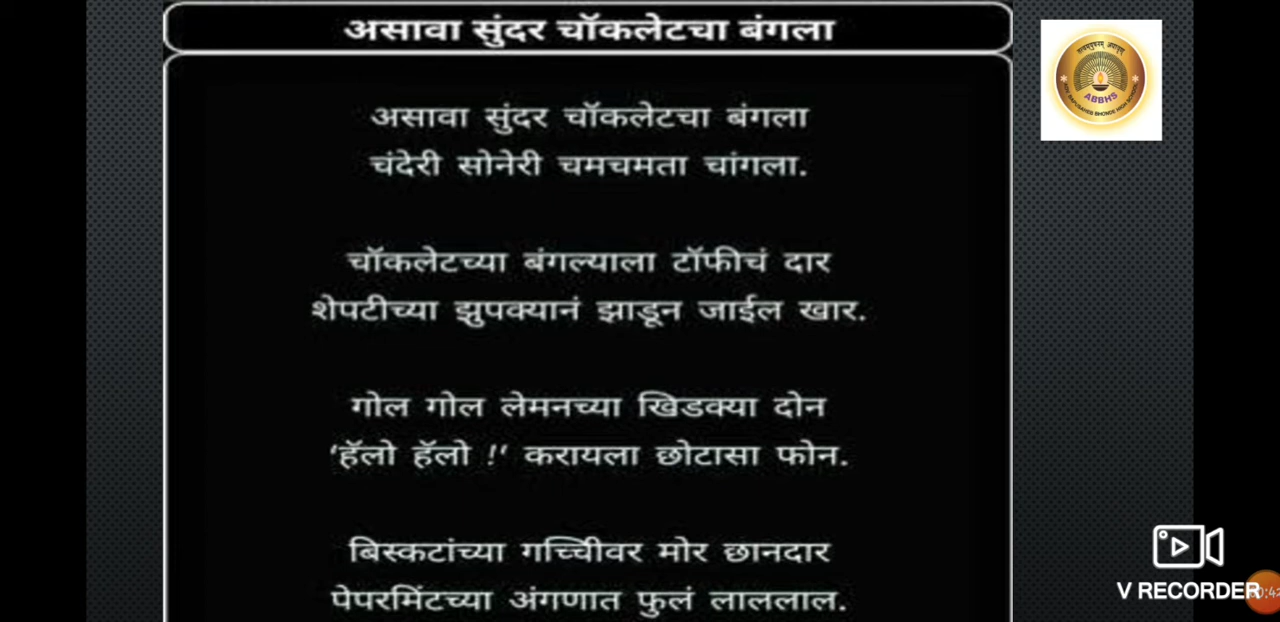 असावा सुंदर चॉकलेटचा बंगला
असावा सुंदर चॉकलेटचा बंगला
चंदेरी सोनेरी चमचमता चांगला.
चॉकलेटच्या बंगल्याला टॉफीचं दार
शेपटीच्या झुपक्यानं झाडून जाईल खार.
गोल गोल लेमनच्या खिडक्या दोन
‘हॅलो हॅलो !‘ करायला छोटासा फोन.
बिस्कटांच्या गच्चीिवर मोर छानदार
पेपरमिंटच्या अंगणात फुलं लाललाल.
ABBHS
V RECORDER